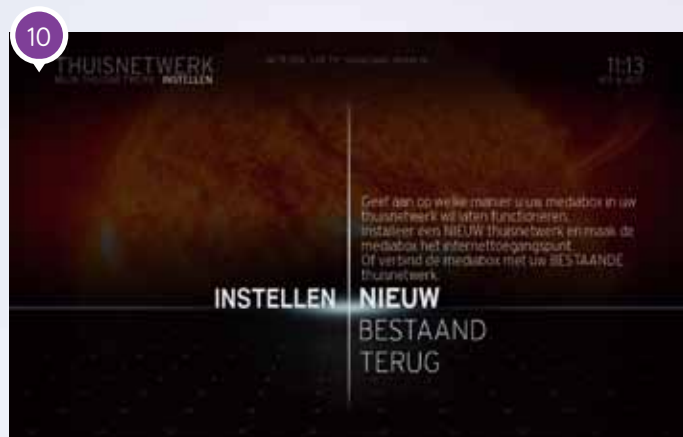 10
THUISNETWERK
INSTELLEN
11:13
Geef aan op welke manier u uw mediabox in uw
thuisnetwerk wil laten functioneren.
Installeer een NIEUW thuisnetwerk en maak de
mediabox het internettoegangspunt.
Of verbind de mediabox met uw BESTAANDE
thuisnetwerk.
INSTELLEN
NIEUW
BESTAAND
TERUG